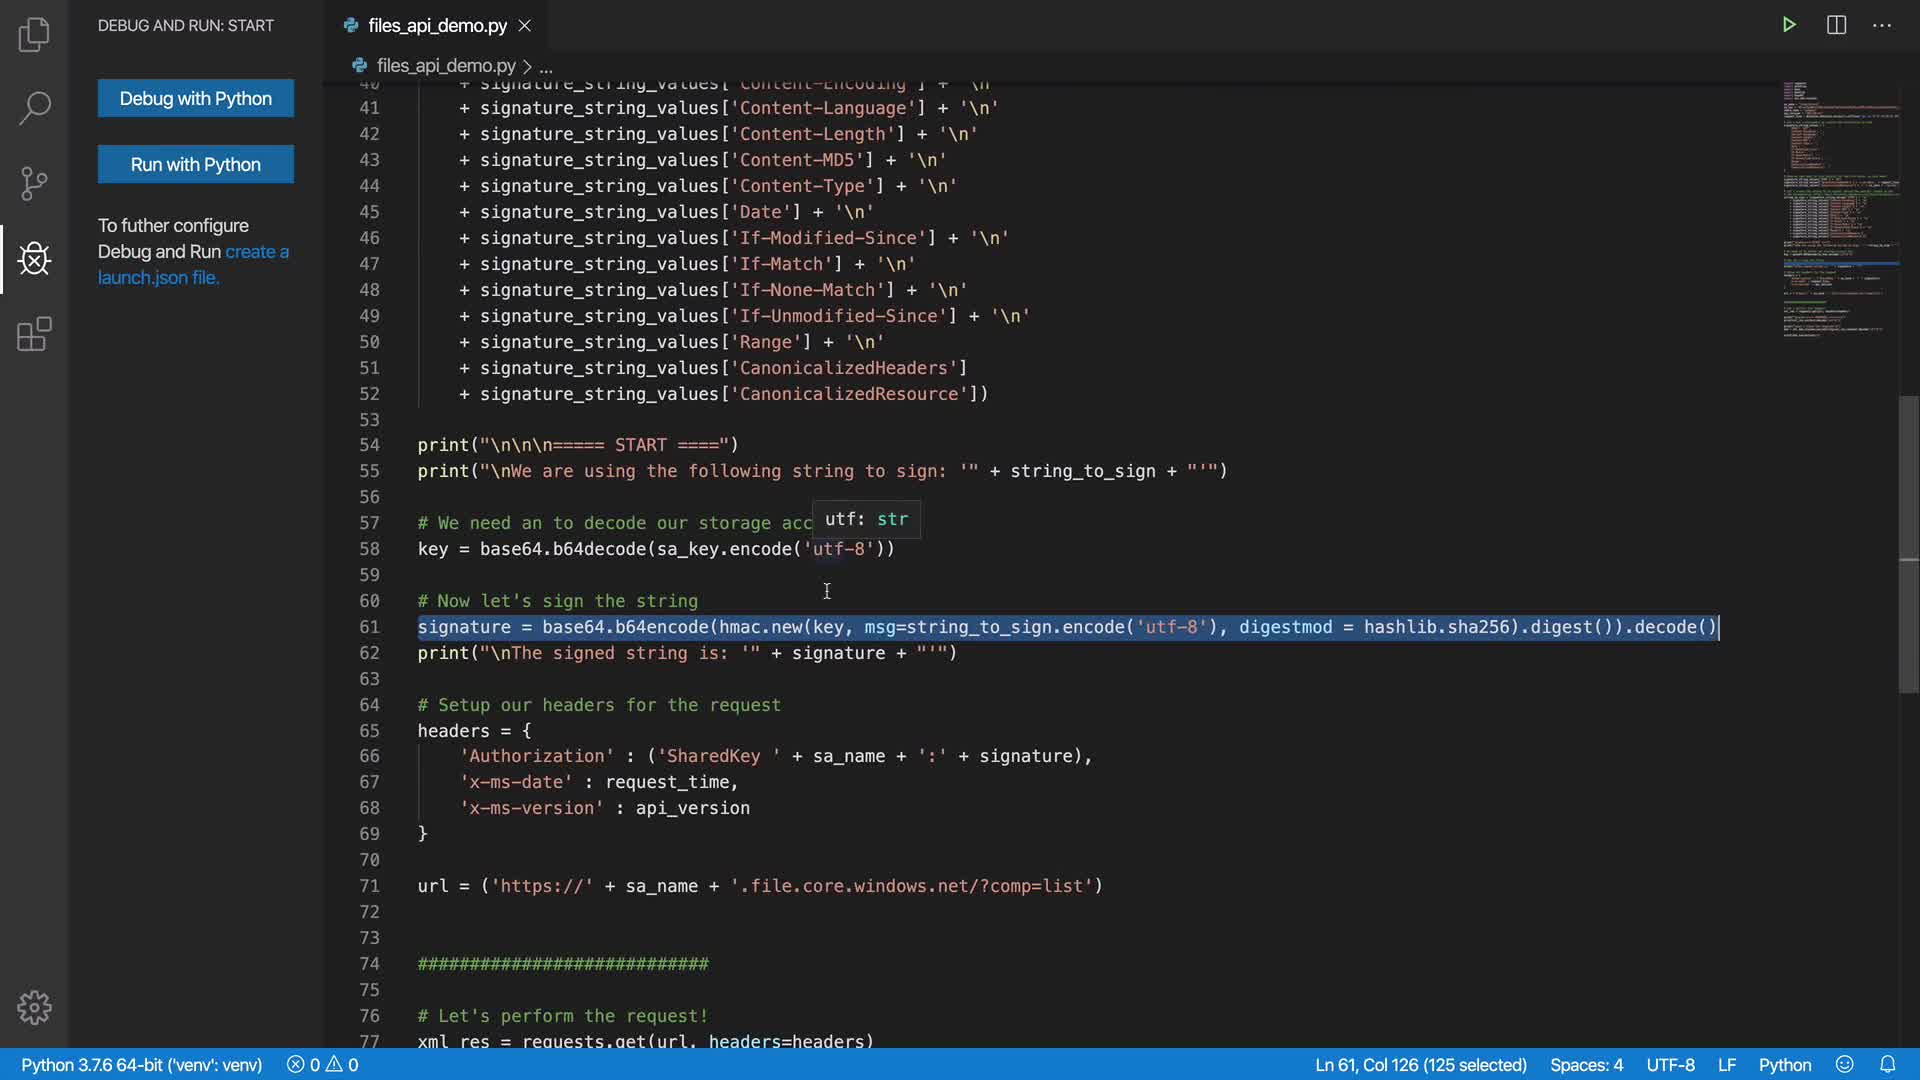 DEBUG AND RUN: START
files_api_demo.py
files_api_demo.py > ...
Debug with Python
Run with Python
To futher configure
Debug and Run create a
launch.json file.
40 + signature_string_values['Content-Encoding'] + '\n'
41 + signature_string_values['Content-Language'] + '\n'
42 + signature_string_values['Content-Length'] + '\n'
43 + signature_string_values['Content-MD5'] + '\n'
44 + signature_string_values['Content-Type'] + '\n'
45 + signature_string_values['Date'] + '\n'
46 + signature_string_values['If-Modified-Since'] + '\n'
47 + signature_string_values['If-Match'] + '\n'
48 + signature_string_values['If-None-Match'] + '\n'
49 + signature_string_values['If-Unmodified-Since'] + '\n'
50 + signature_string_values['Range'] + '\n'
51 + signature_string_values['CanonicalizedHeaders']
52 + signature_string_values['CanonicalizedResource'])
53
54 print("\n\n\n===== START ====")
55 print("\nWe are using the following string to sign: '" + string_to_sign + "'")
56
utf: str
57 # We need an to decode our storage acc
58 key = base64.b64decode(sa_key.encode('utf-8'))
59
60 # Now let's sign the string
61 signature = base64.b64encode(hmac.new(key, msg=string_to_sign.encode('utf-8'), digestmod = hashlib.sha256).digest()).decode()
62 print("\nThe signed string is: '" + signature + "'")
63
64 # Setup our headers for the request
65 headers = {
66 'Authorization' : ('SharedKey ' + sa_name + ':' + signature),
67 'x-ms-date' : request_time,
68 'x-ms-version' : api_version
69 }
70
71 url = ('https://' + sa_name + '.file.core.windows.net/?comp=list')
72
73
74 ############################
75
76 # Let's perform the request!
77 xml_res = requests.get(url, headers=headers)
Python 3.7.6 64-bit ('venv': venv) 0 0 Ln 61, Col 126 (125 selected) Spaces: 4 UTF-8 LF Python